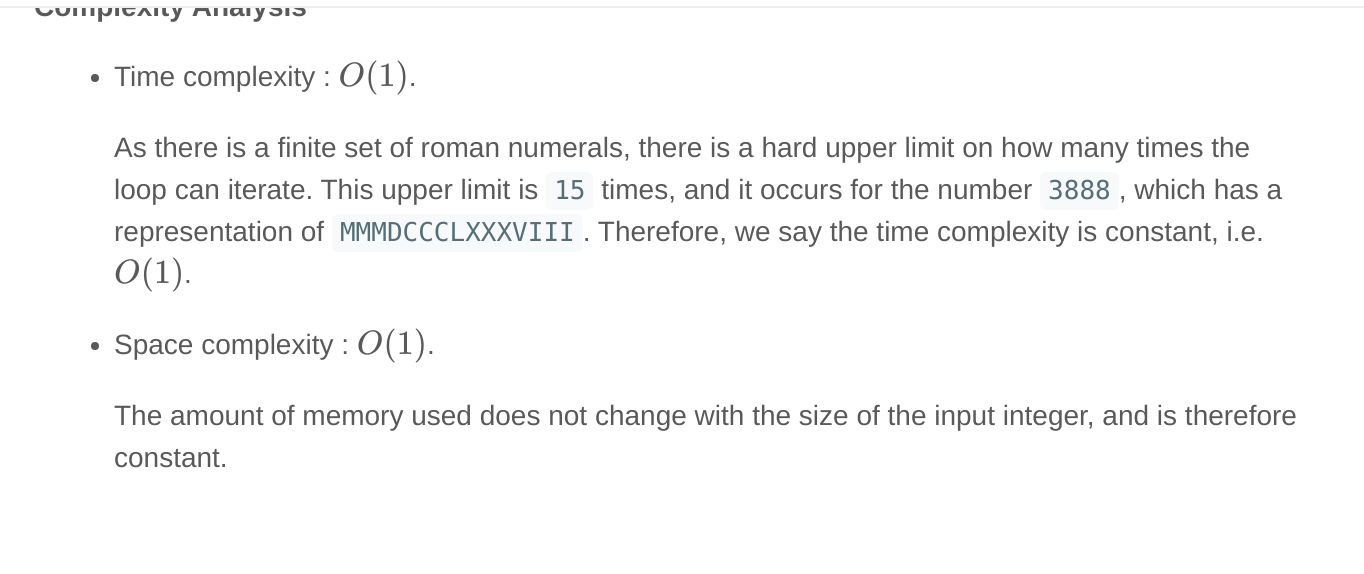 Complexity Analysis
Time complexity : O(1).
As there is a finite set of roman numerals, there is a hard upper limit on how many times the
loop can iterate. This upper limit is 15 times, and it occurs for the number 3888, which has a
representation of MMMDCCCLXXXVIII. Therefore, we say the time complexity is constant, i.e.
O(1).
Space complexity : O(1).
The amount of memory used does not change with the size of the input integer, and is therefore
constant.